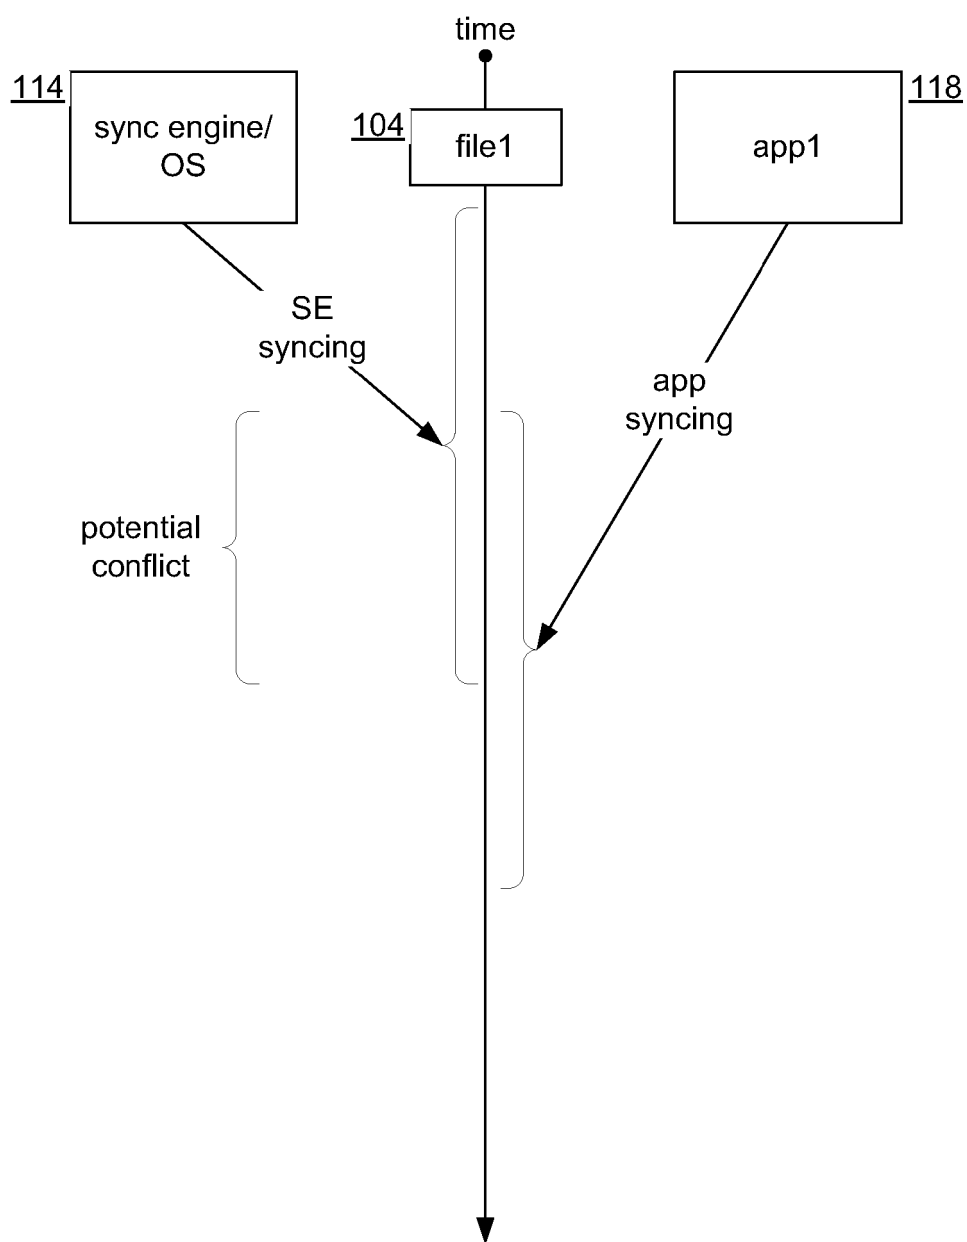 time
114
sync engine/
OS
104
file1
app1
118
SE
syncing
app
syncing
potential
conflict